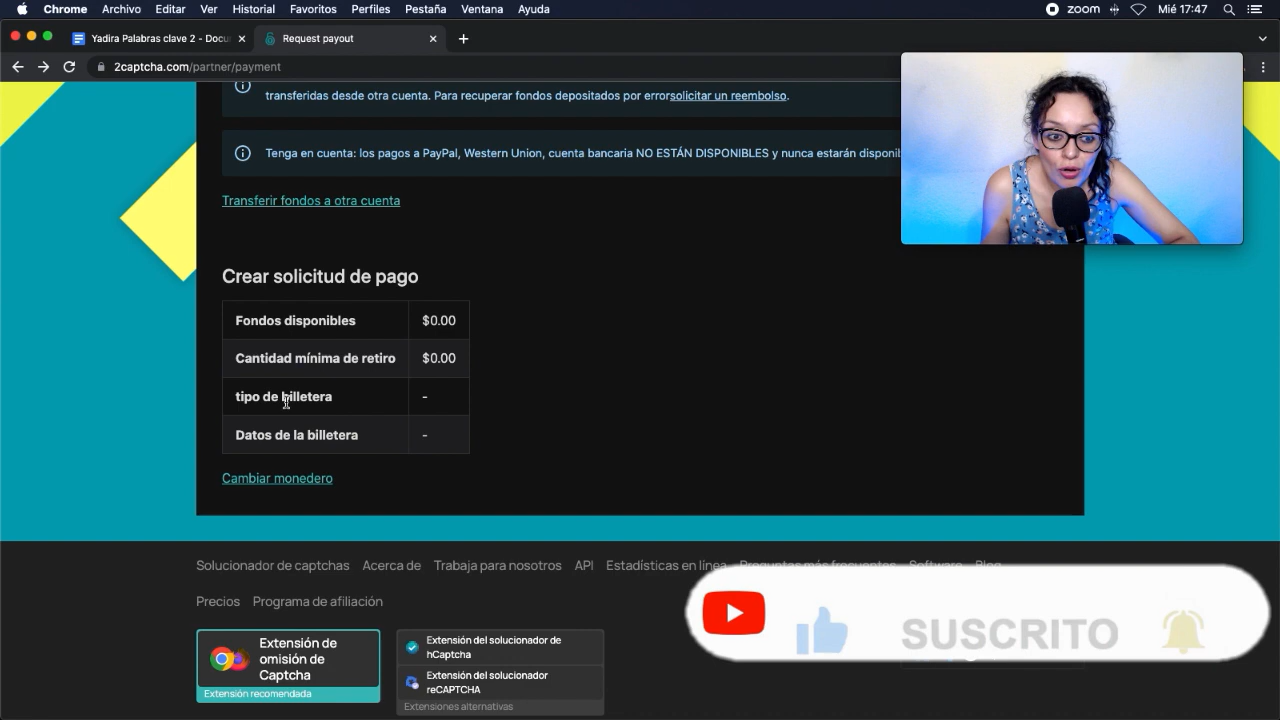 Chrome Archivo Editar Ver Historial Favoritos Perfiles Pestaña Ventana Ayuda zoom Mié 17:47
Yadira Palabras clave 2 - Docu
Request payout
2captcha.com/partner/payment
transferidas desde otra cuenta. Para recuperar fondos depositados por errorsolicitar un reembolso.
Tenga en cuenta: los pagos a PayPal, Western Union, cuenta bancaria NO ESTÁN DISPONIBLES y nunca estarán disponib
Transferir fondos a otra cuenta
Crear solicitud de pago
Fondos disponibles $0.00
Cantidad mínima de retiro $0.00
tipo de billetera -
Datos de la billetera -
Cambiar monedero
Solucionador de captchas Acerca de Trabaja para nosotros API Estadísticas en línea Preguntas más frecuentes Software Blog
Precios Programa de afiliación
Extensión de
omisión de
Captcha
Extensión recomendada
Extensión del solucionador de
hCaptcha
Extensión del solucionador
reCAPTCHA
Extensiones alternativas
SUSCRITO